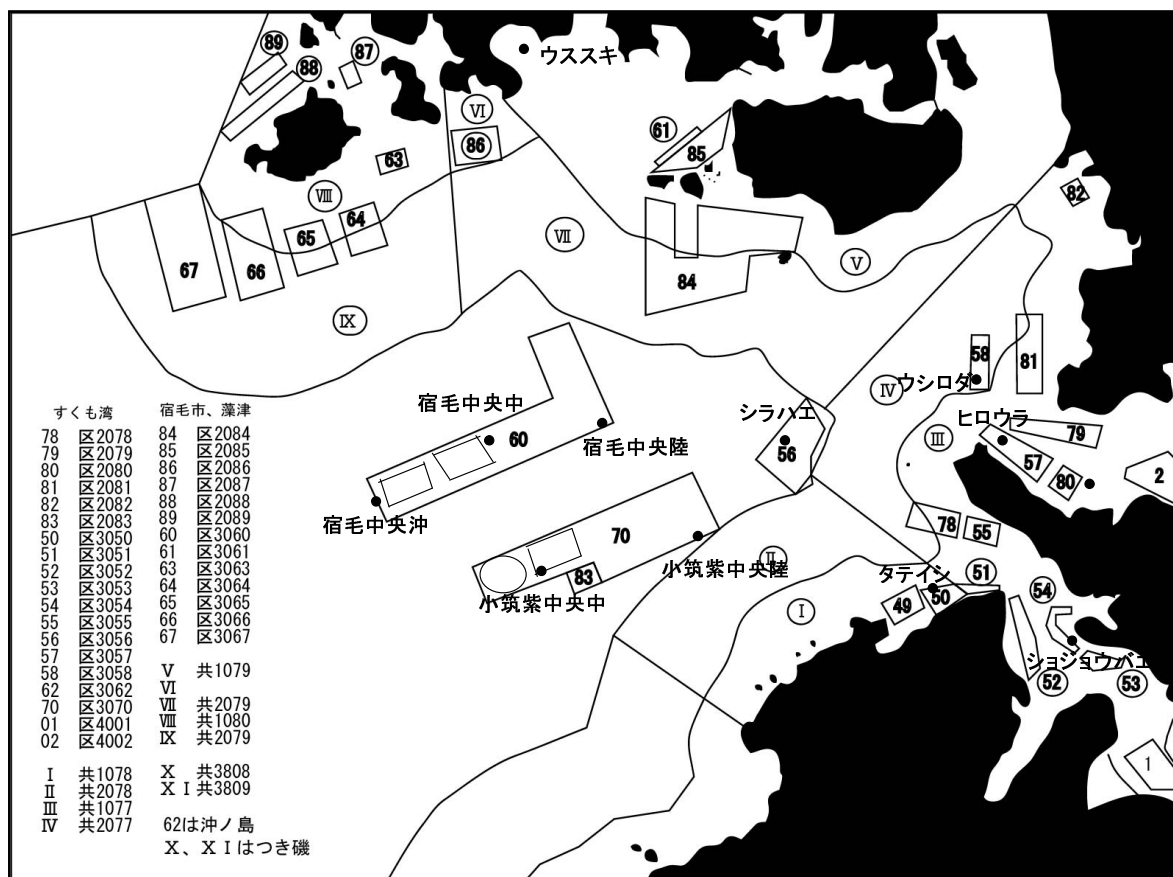 89
88
87
ウススキ
Ⅵ
86
61
85
63
82
Ⅷ
64
65
Ⅶ
67
66
84
Ⅴ
Ⅸ
58
81
ウシロダ
Ⅳ
宿毛中央中
60
シラハエ
56
ヒロウラ
79
Ⅲ
57
80
2
宿毛中央陸
宿毛中央沖
78
55
70
83
小筑紫中央陸
小筑紫中央中
Ⅱ
タテイシ
51
49
50
54
Ⅰ
ショジョウバエ
52
53
1
すくも湾
78 区2078
79 区2079
80 区2080
81 区2081
82 区2082
83 区2083
50 区3050
51 区3051
52 区3052
53 区3053
54 区3054
55 区3055
56 区3056
57 区3057
58 区3058
62 区3062
70 区3070
01 区4001
02 区4002
Ⅰ 共1078
Ⅱ 共2078
Ⅲ 共1077
Ⅳ 共2077
宿毛市、藻津
84 区2084
85 区2085
86 区2086
87 区2087
88 区2088
89 区2089
60 区3060
61 区3061
63 区3063
64 区3064
65 区3065
66 区3066
67 区3067
Ⅴ 共1079
Ⅵ
Ⅶ 共2079
Ⅷ 共1080
Ⅸ 共2079
Ⅹ 共3808
ⅩⅠ共3809
62は沖ノ島
Ⅹ、ⅩⅠはつき磯